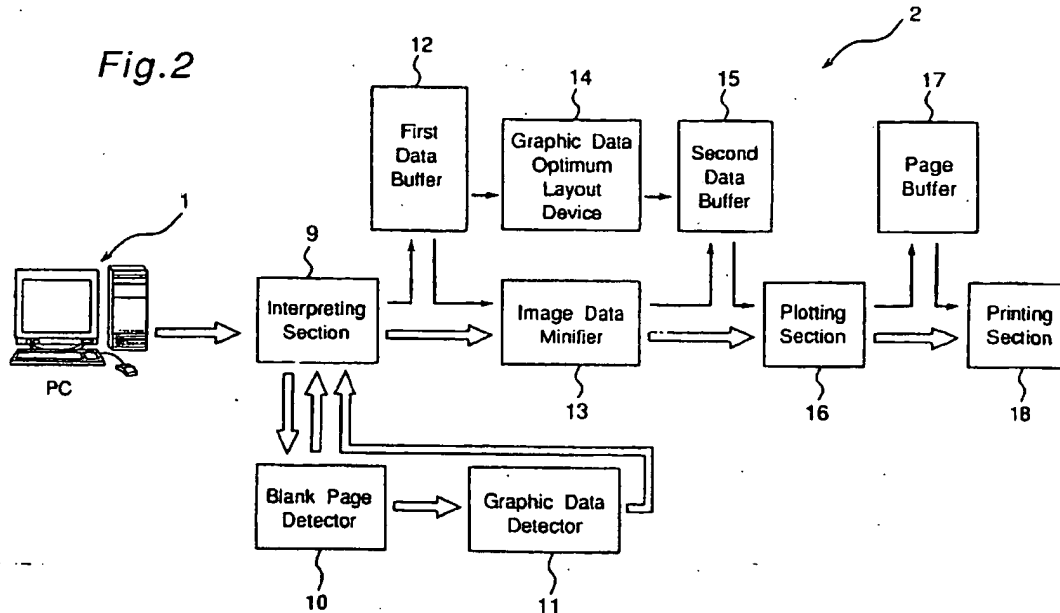 Fig.2
2
12
First
Data
Buffer
14
Graphic Data
Optimum
Layout
Device
15
Second
Data
Buffer
17
Page
Buffer
1
PC
9
Interpreting
Section
Image Data
Minifier
13
Plotting
Section
16
Printing
Section
18
Blank Page
Detector
10
Graphic Data
Detector
11